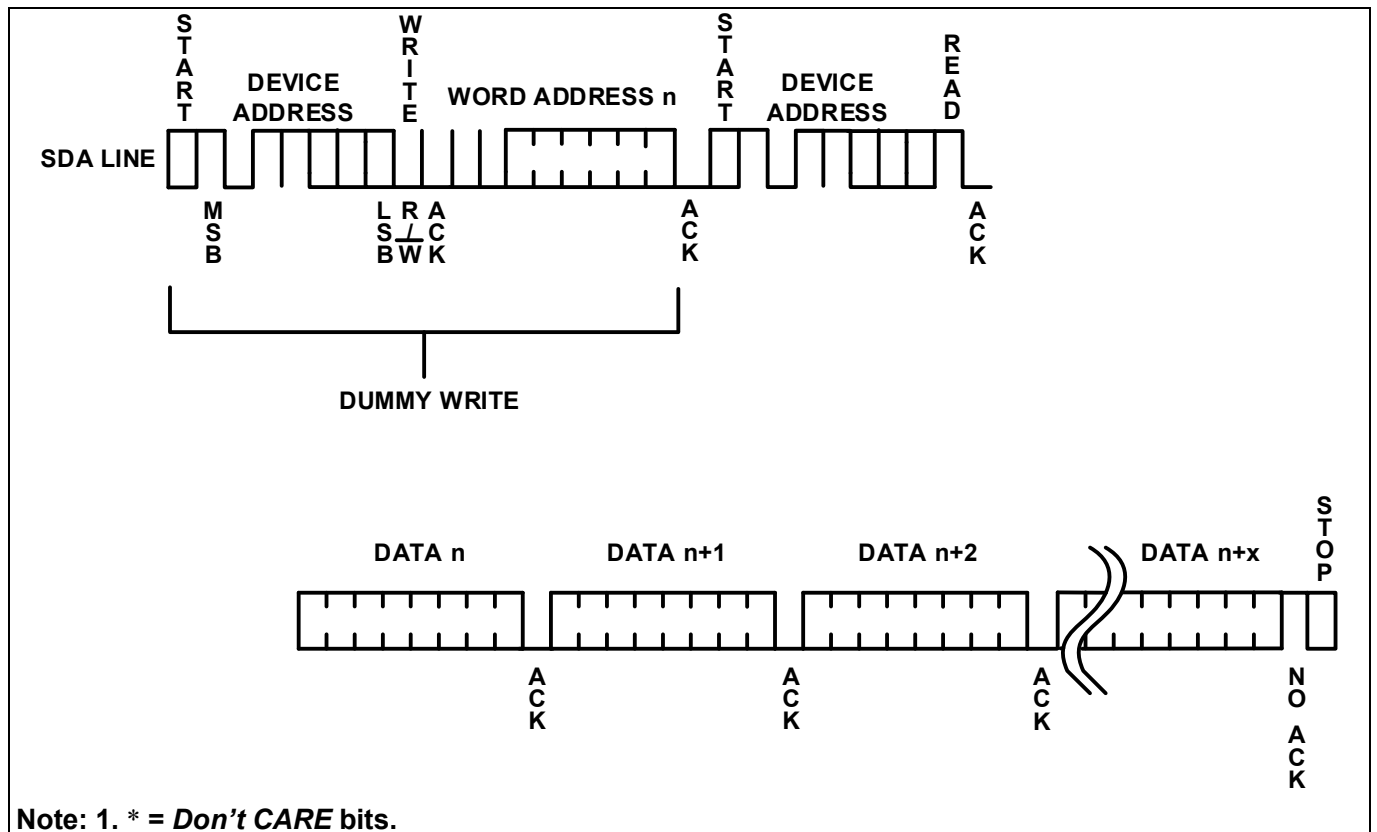 START
WRITE
START
READ
DEVICE
ADDRESS
WORD ADDRESS n
DEVICE
ADDRESS
SDA LINE
MSB
LSB
R/W
ACK
ACK
ACK
DUMMY WRITE
STOP
DATA n
DATA n+1
DATA n+2
DATA n+x
ACK
ACK
ACK
NO ACK
Note: 1. * = Don't CARE bits.